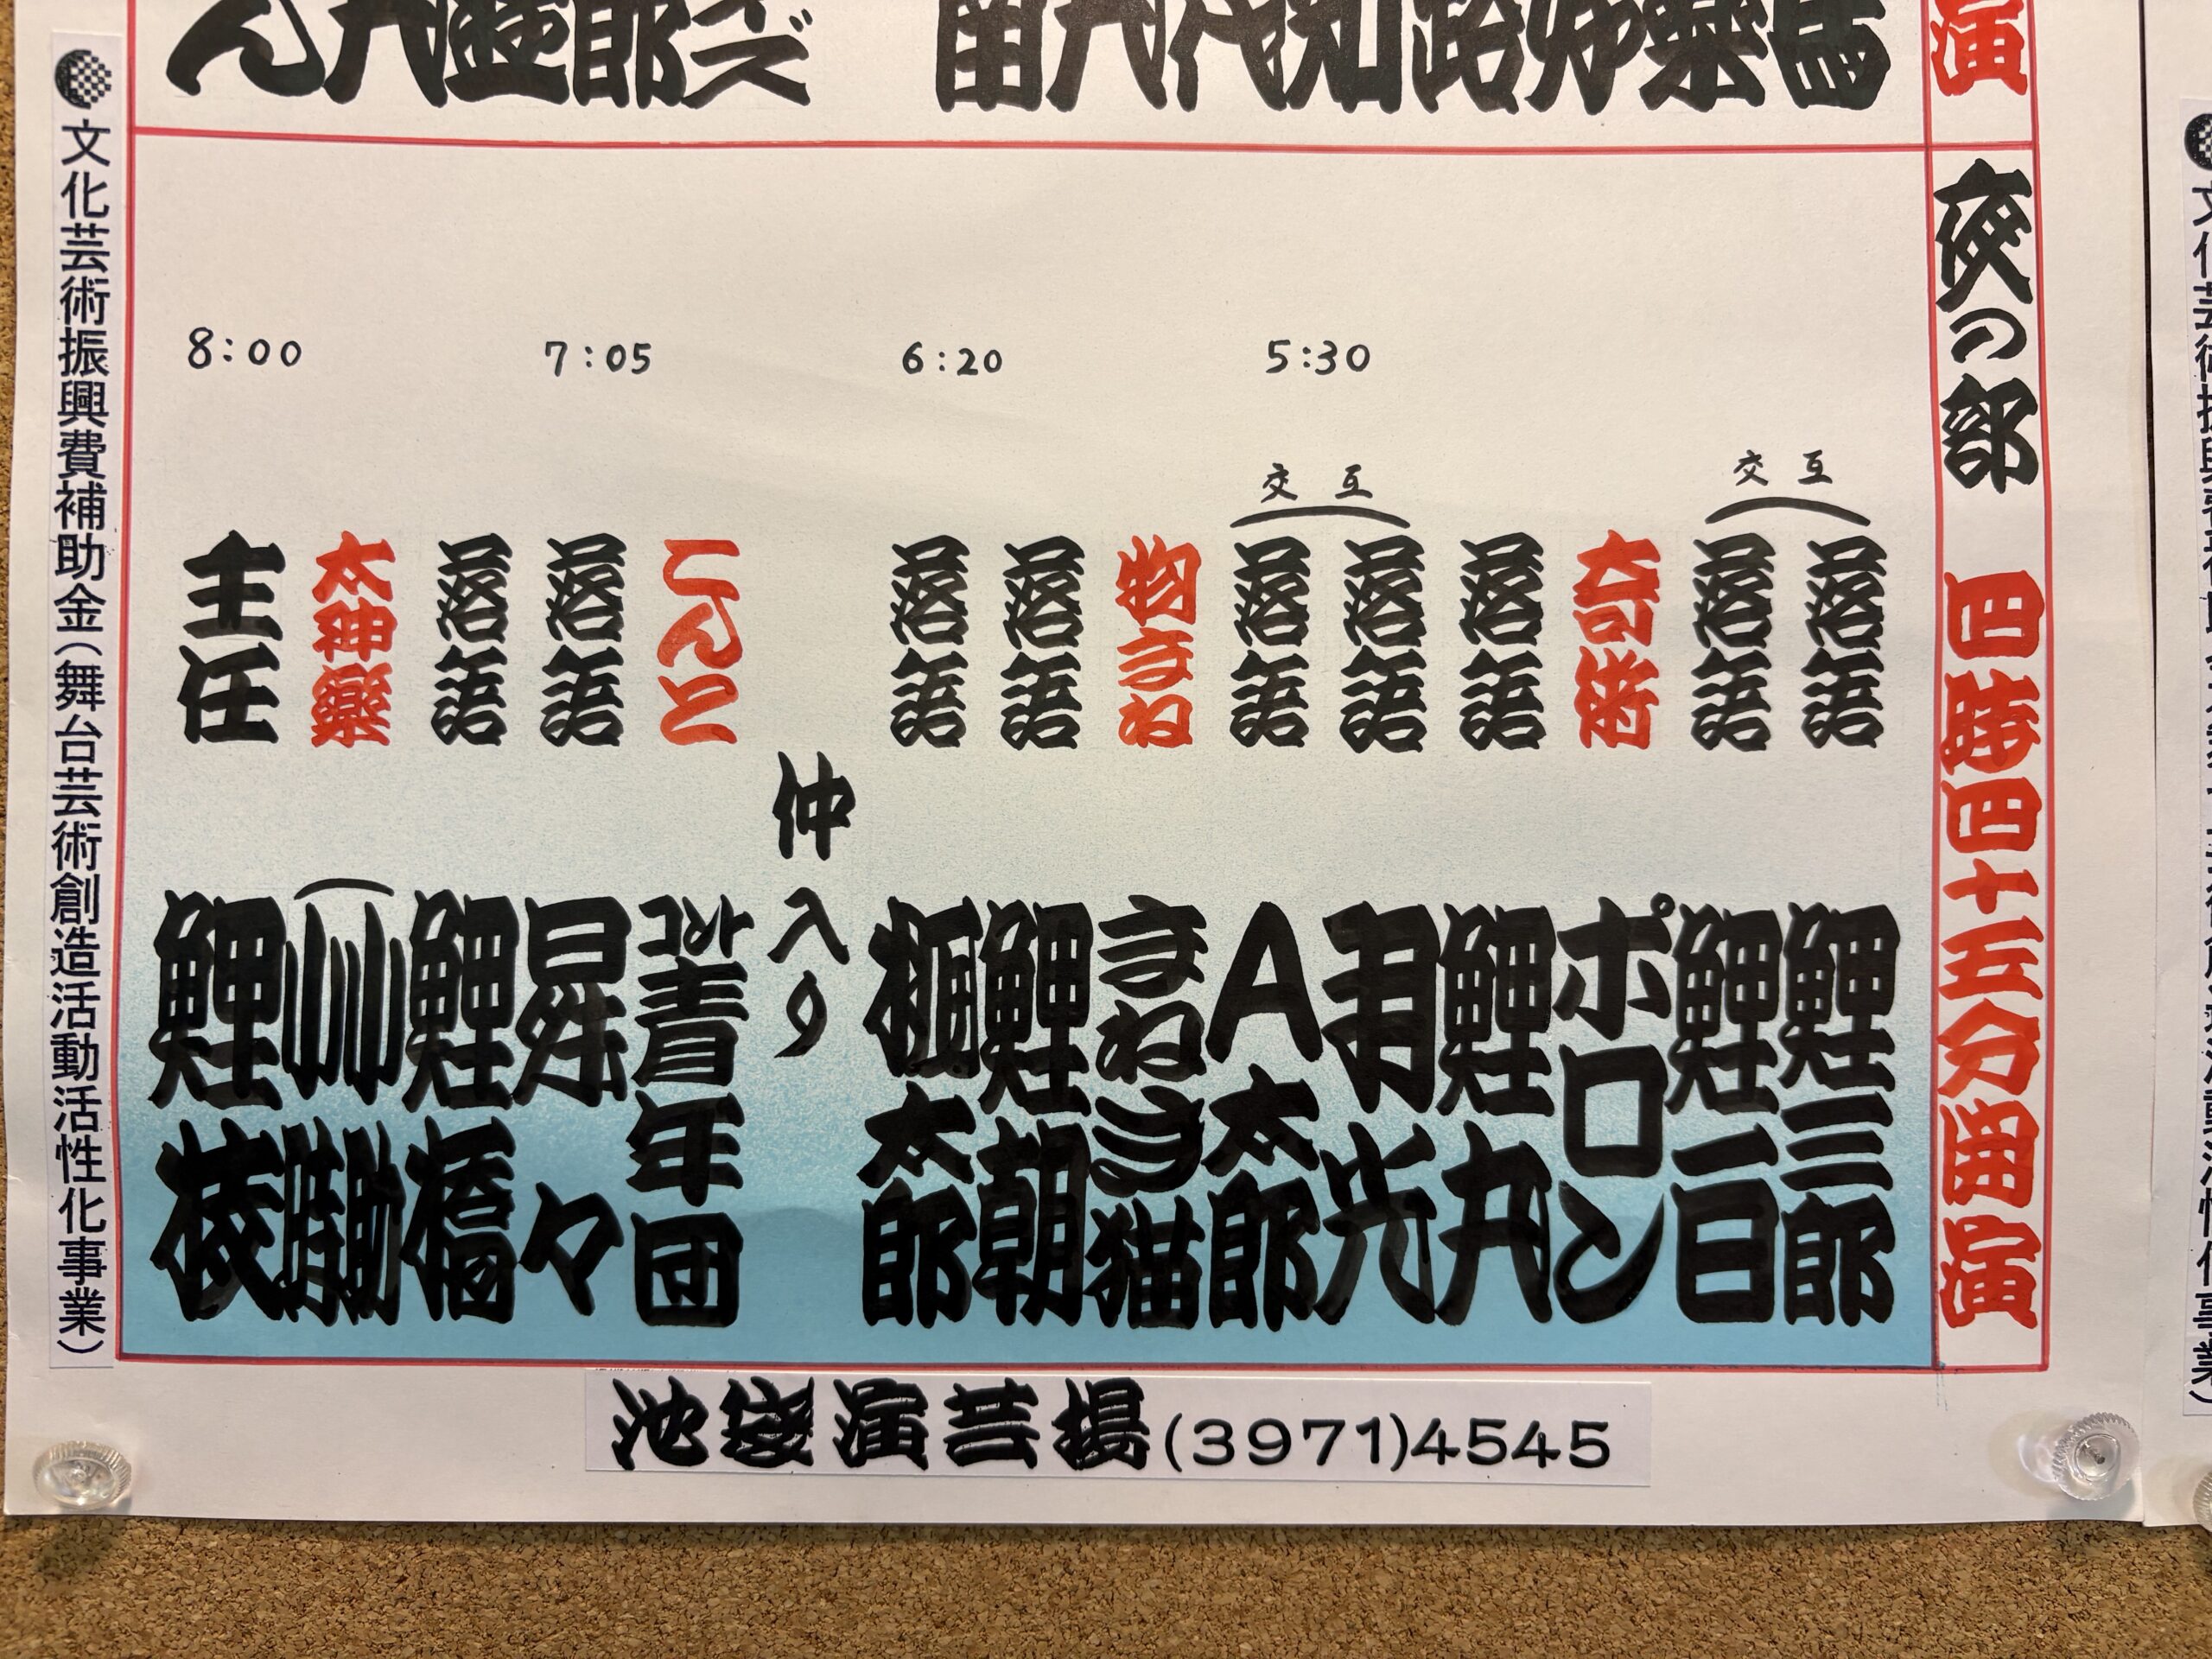 夜の部 四時四十五分開演
交互
落語 鯉三郎
落語 鯉一日
奇術 ポロン
落語 鯉丸
5:30
交互
落語 羽光
落語 A太郎
物まね まねき猫
落語 鯉朝
6:20
落語 柳太郎
仲入り
こんと コント青年団
7:05
落語 昇々
落語 鯉橋
太神楽 小助 小時
8:00
主任 鯉枝
文化芸術振興費補助金(舞台芸術創造活動活性化事業)
池袋演芸場(3971)4545